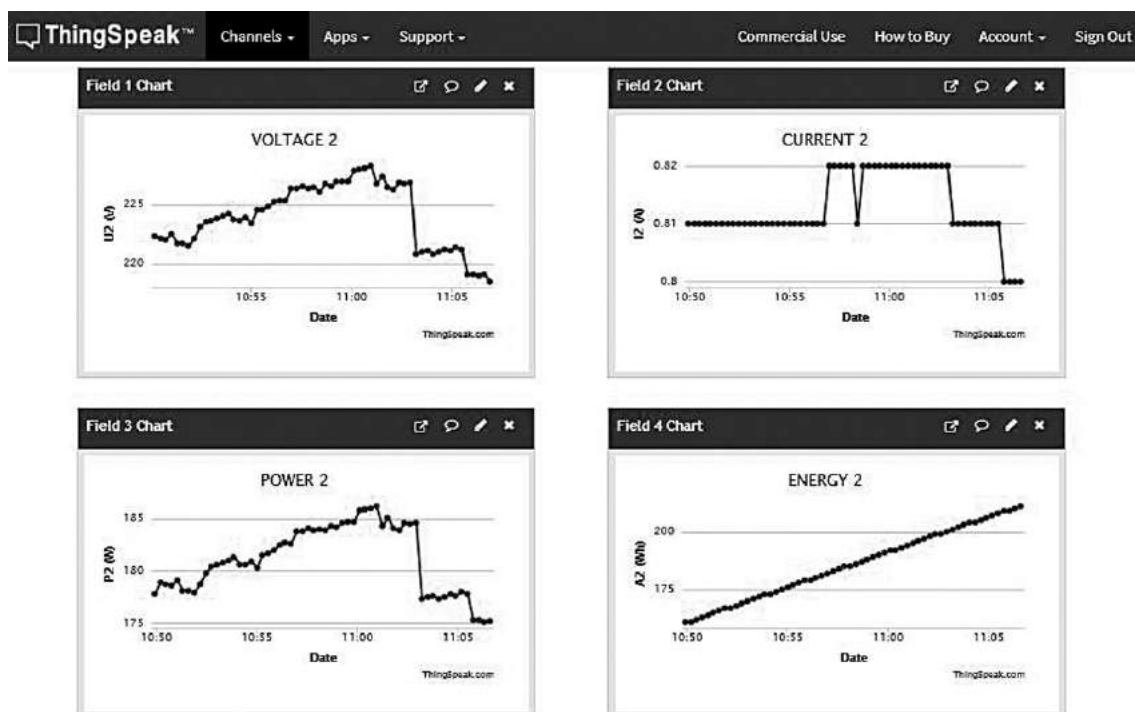 ThingSpeak™ Channels Apps Support Commercial Use How to Buy Account Sign Out
Field 1 Chart
VOLTAGE 2
U2 (V)
225
220
10:55 11:00 11:05
Date
ThingSpeak.com
Field 2 Chart
CURRENT 2
I2 (A)
0.82
0.81
0.8
10:50 10:55 11:00 11:05
Date
ThingSpeak.com
Field 3 Chart
POWER 2
P2 (W)
185
180
175
10:50 10:55 11:00 11:05
Date
ThingSpeak.com
Field 4 Chart
ENERGY 2
A2 (Wh)
200
175
10:50 10:55 11:00 11:05
Date
ThingSpeak.com